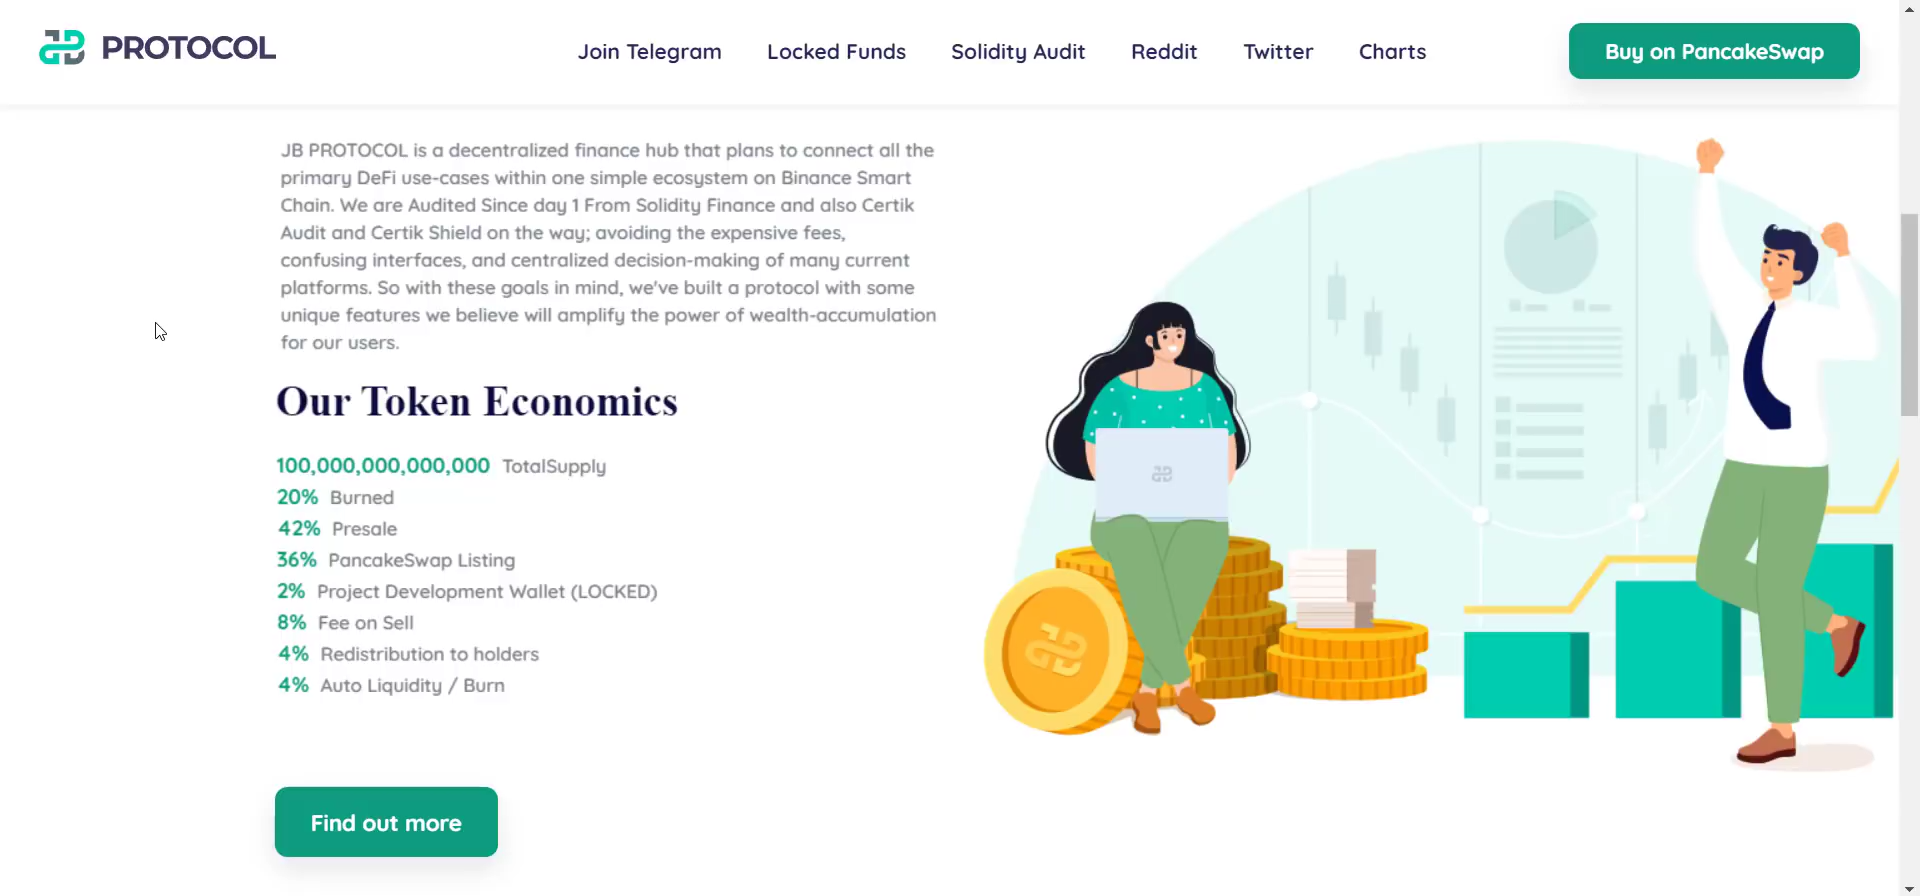 PROTOCOL
Join Telegram
Locked Funds
Solidity Audit
Reddit
Twitter
Charts
Buy on PancakeSwap
JB PROTOCOL is a decentralized finance hub that plans to connect all the
primary DeFi use-cases within one simple ecosystem on Binance Smart
Chain. We are Audited Since day 1 From Solidity Finance and also Certik
Audit and Certik Shield on the way; avoiding the expensive fees,
confusing interfaces, and centralized decision-making of many current
platforms. So with these goals in mind, we've built a protocol with some
unique features we believe will amplify the power of wealth-accumulation
for our users.
Our Token Economics
100,000,000,000,000 TotalSupply
20% Burned
42% Presale
36% PancakeSwap Listing
2% Project Development Wallet (LOCKED)
8% Fee on Sell
4% Redistribution to holders
4% Auto Liquidity / Burn
Find out more